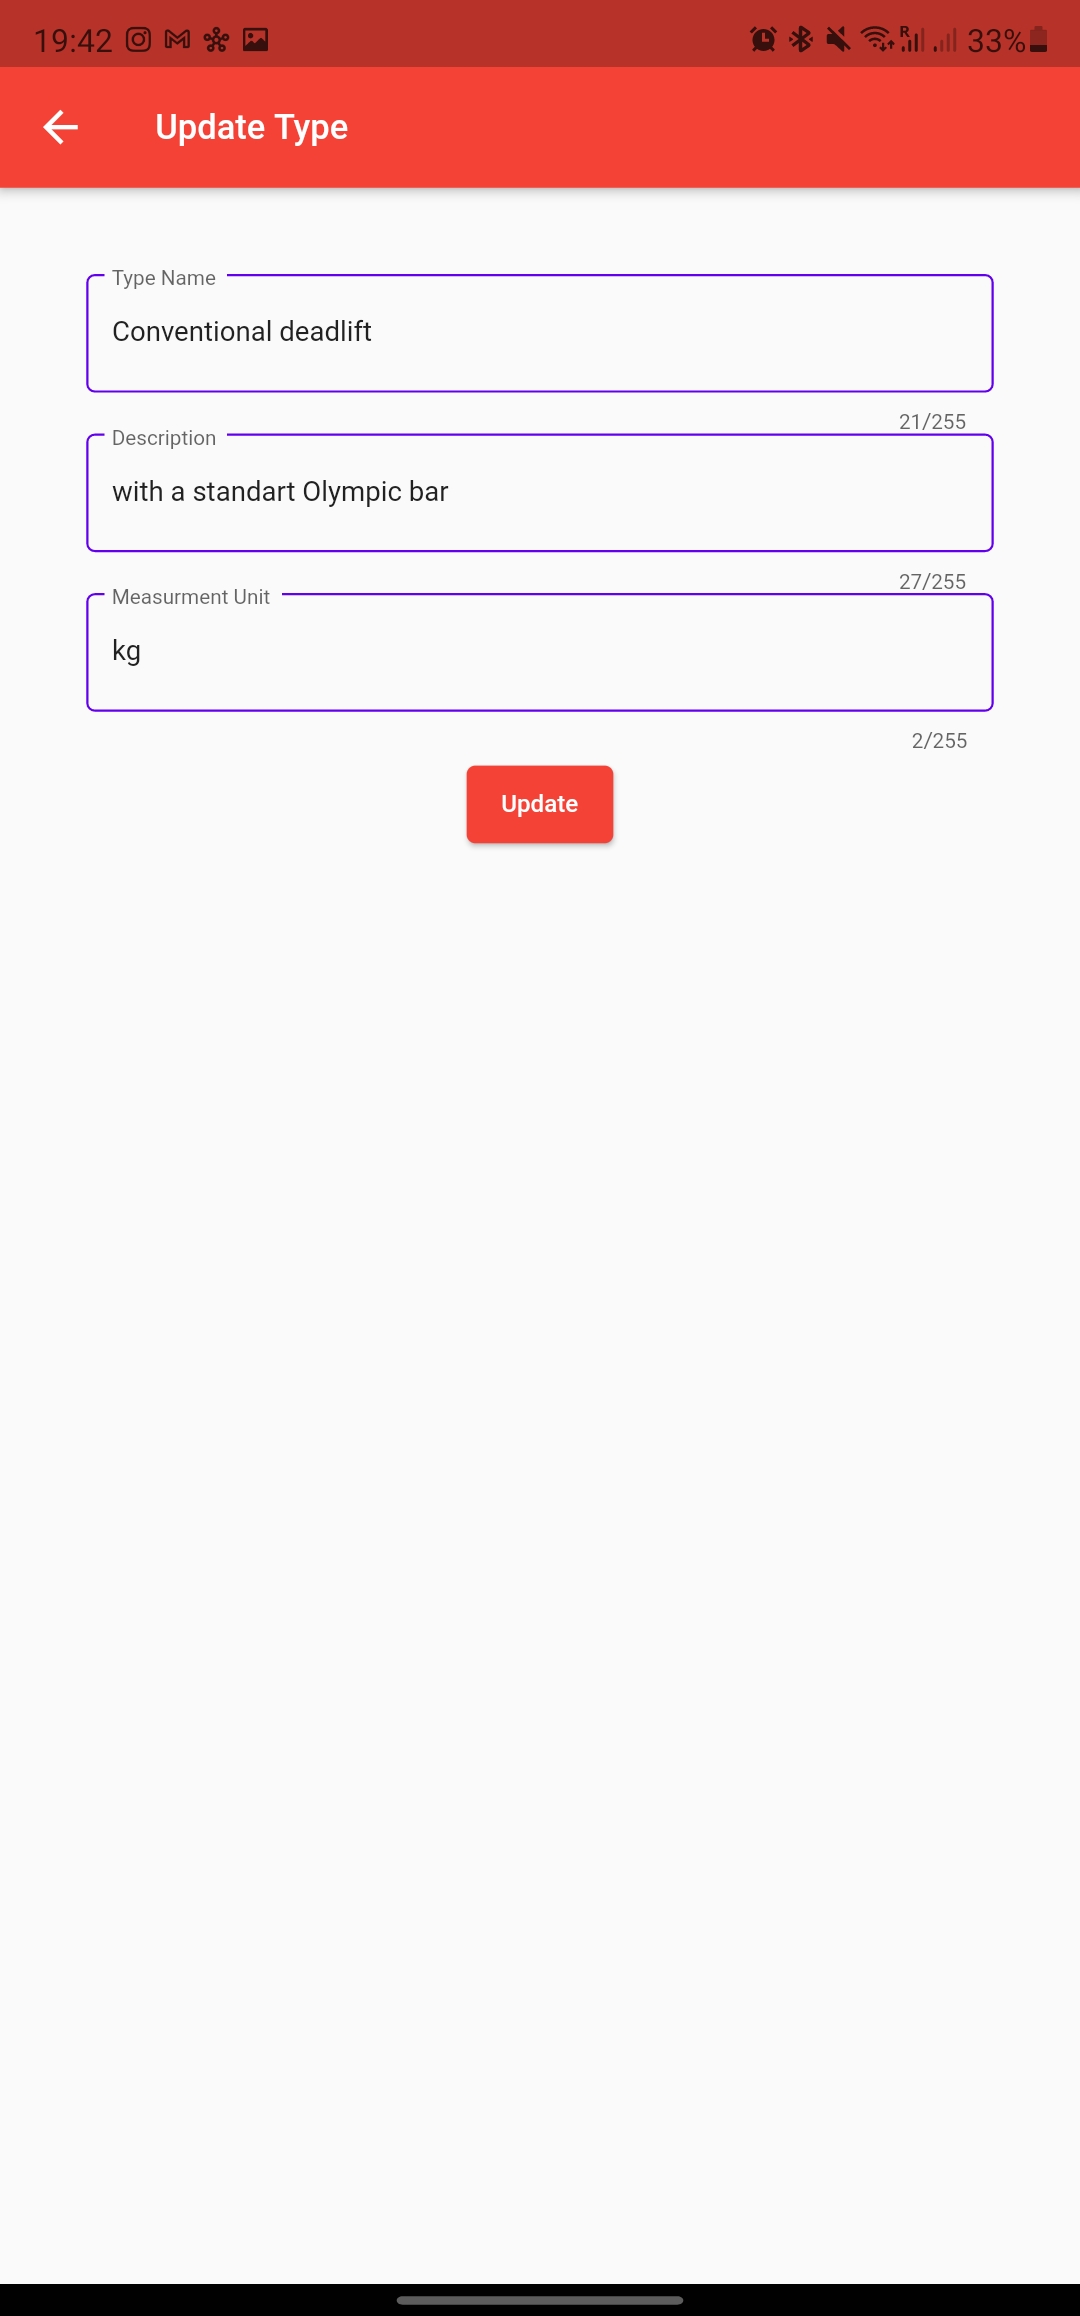 19:42 R 33%
Update Type
Type Name
Conventional deadlift
21/255
Description
with a standart Olympic bar
27/255
Measurment Unit
kg
2/255
Update